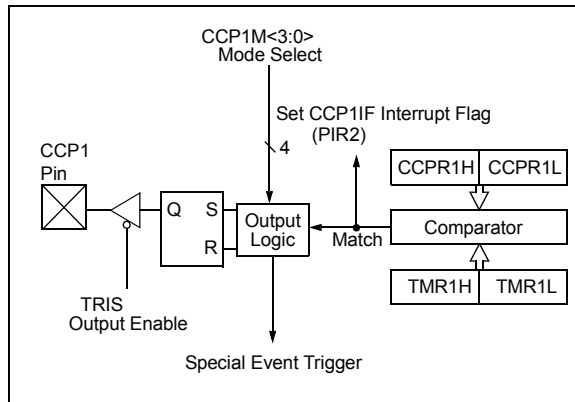 CCP1M<3:0>
Mode Select
Set CCP1IF Interrupt Flag
(PIR2)
4
CCP1
Pin
CCPR1H CCPR1L
Q S
R
Output
Logic
Match
Comparator
TRIS
Output Enable
TMR1H TMR1L
Special Event Trigger